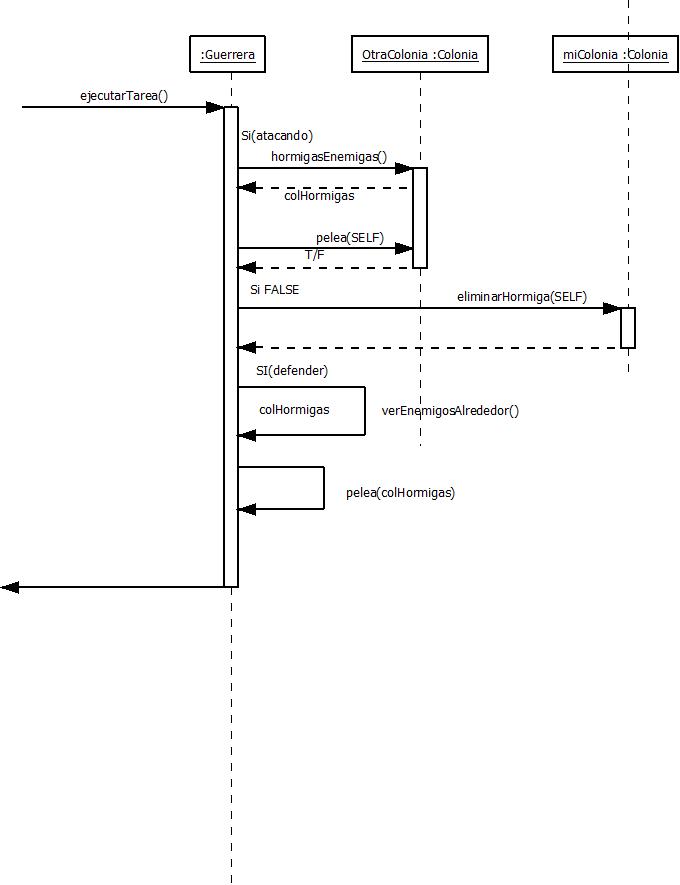 :Guerrera
OtraColonia :Colonia
miColonia :Colonia
ejecutarTarea()
Si(atacando)
hormigasEnemigas()
colHormigas
pelea(SELF)
T/F
Si FALSE
eliminarHormiga(SELF)
SI(defender)
colHormigas
verEnemigosAlrededor()
pelea(colHormigas)